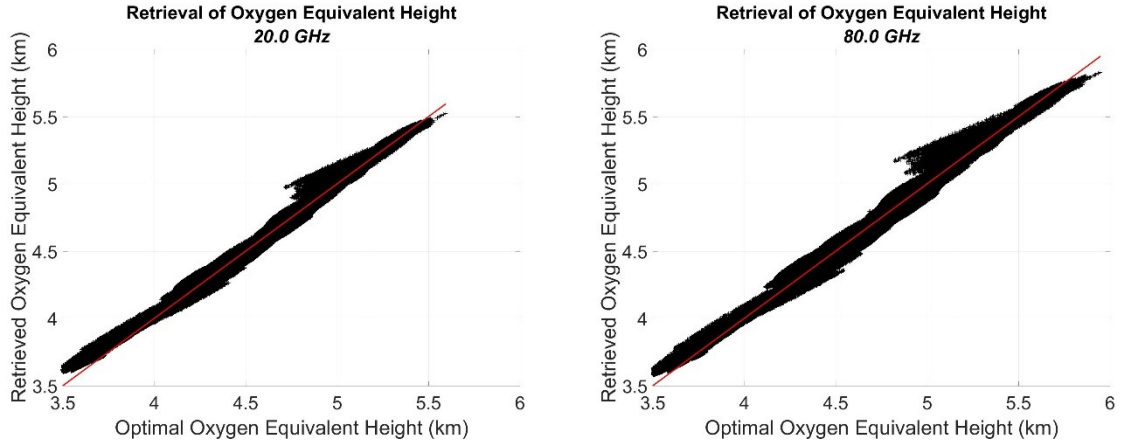 Retrieval of Oxygen Equivalent Height
20.0 GHz
Retrieved Oxygen Equivalent Height (km)
6
5.5
5
4.5
4
3.5
3.5 4 4.5 5 5.5 6
Optimal Oxygen Equivalent Height (km)
Retrieval of Oxygen Equivalent Height
80.0 GHz
Retrieved Oxygen Equivalent Height (km)
6
5.5
5
4.5
4
3.5
3.5 4 4.5 5 5.5 6
Optimal Oxygen Equivalent Height (km)